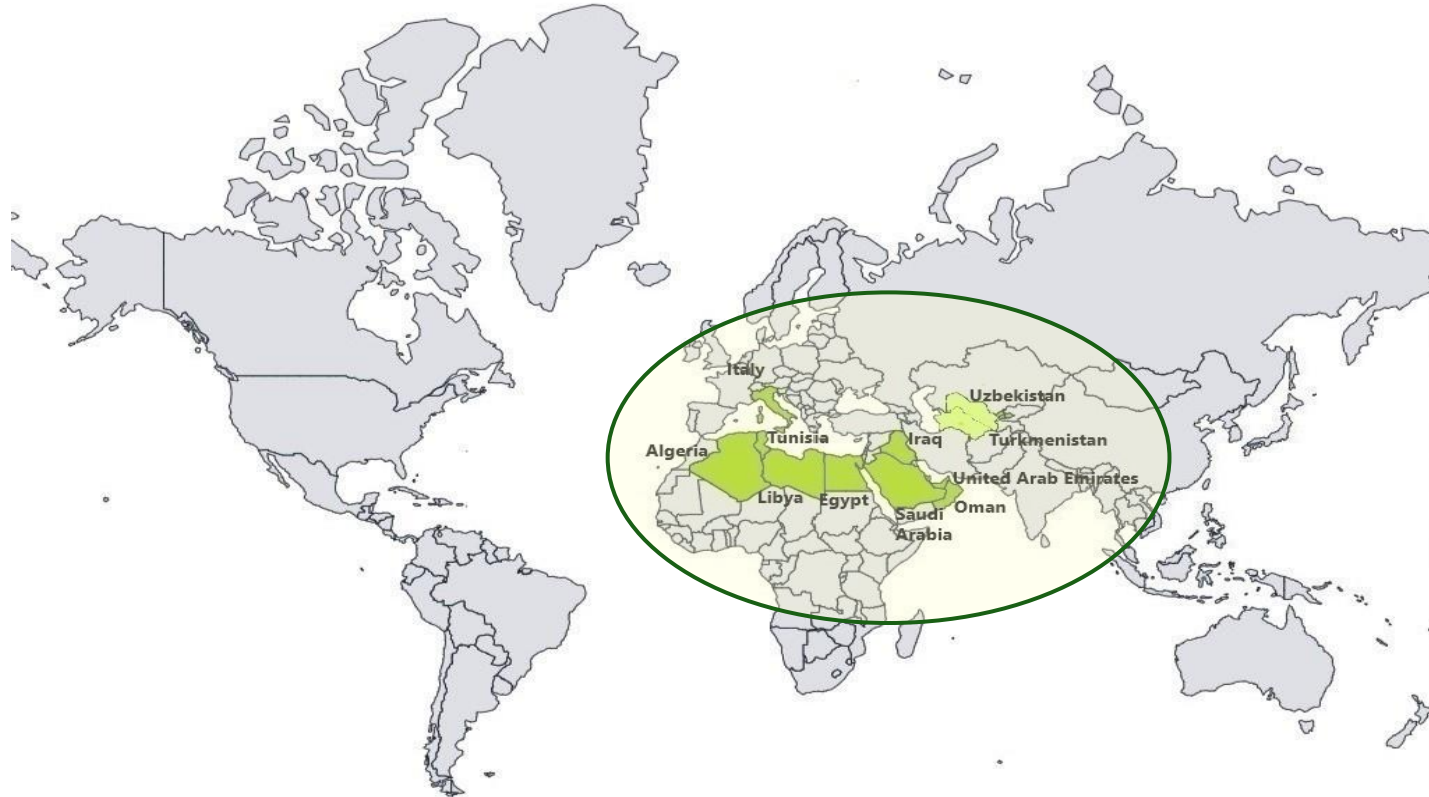 Italy
Uzbekistan
Tunisia
Iraq
Turkmenistan
Algeria
United Arab Emirates
Libya
Egypt
Oman
Saudi
Arabia